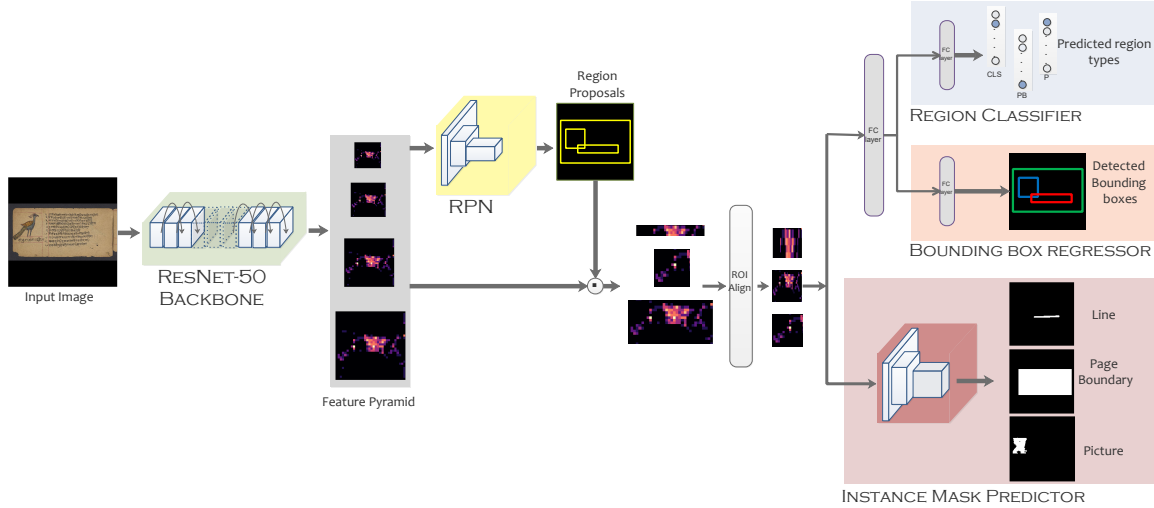 Input Image
ResNet-50
Backbone
Feature Pyramid
RPN
Region
Proposals
ROI
Align
FC
layer
FC
layer
CLS
PB
P
Predicted region
types
Region Classifier
FC
layer
Detected
Bounding
boxes
Bounding box regressor
Line
Page
Boundary
Picture
Instance Mask Predictor